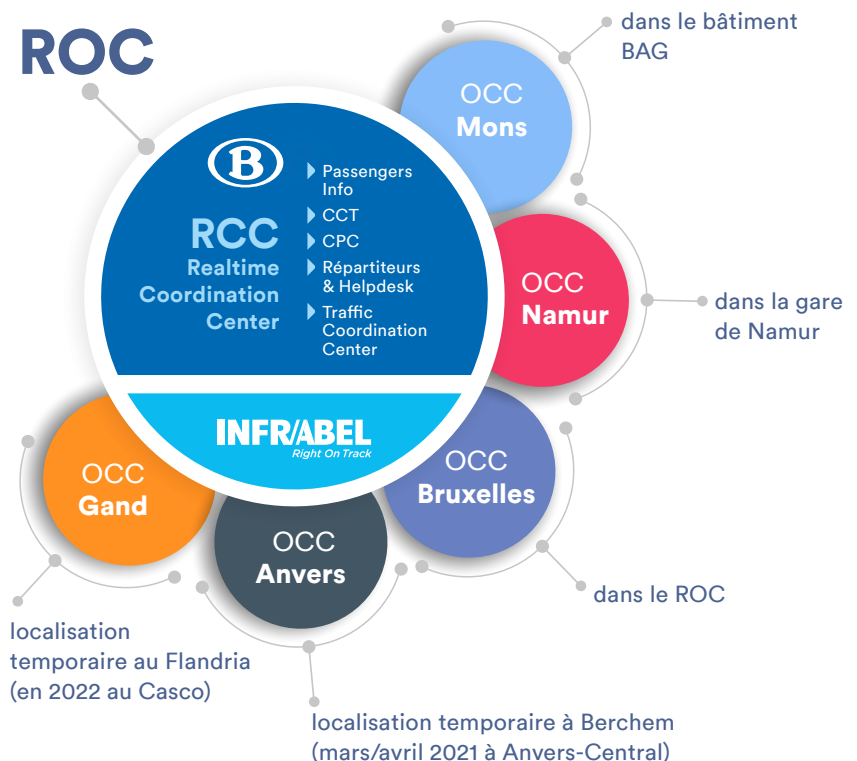 ROC
B
RCC
Realtime
Coordination
Center
Passengers
Info
CCT
CPC
Répartiteurs
& Helpdesk
Traffic
Coordination
Center
INFR/ABEL
Right On Track
OCC
Mons
dans le bâtiment
BAG
OCC
Namur
dans la gare
de Namur
OCC
Bruxelles
dans le ROC
OCC
Anvers
localisation temporaire à Berchem
(mars/avril 2021 à Anvers-Central)
OCC
Gand
localisation
temporaire au Flandria
(en 2022 au Casco)